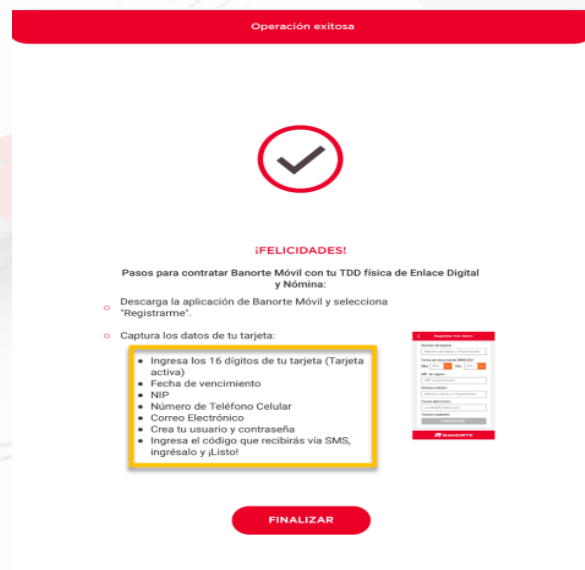 Operación exitosa
¡FELICIDADES!
Pasos para contratar Banorte Móvil con tu TDD física de Enlace Digital
y Nómina:
Descarga la aplicación de Banorte Móvil y selecciona
"Registrarme".
Captura los datos de tu tarjeta:
Ingresa los 16 dígitos de tu tarjeta (Tarjeta
activa)
Fecha de vencimiento
NIP
Número de Teléfono Celular
Correo Electrónico
Crea tu usuario y contraseña
Ingresa el código que recibirás vía SMS,
ingrésalo y ¡Listo!
BANORTE
FINALIZAR